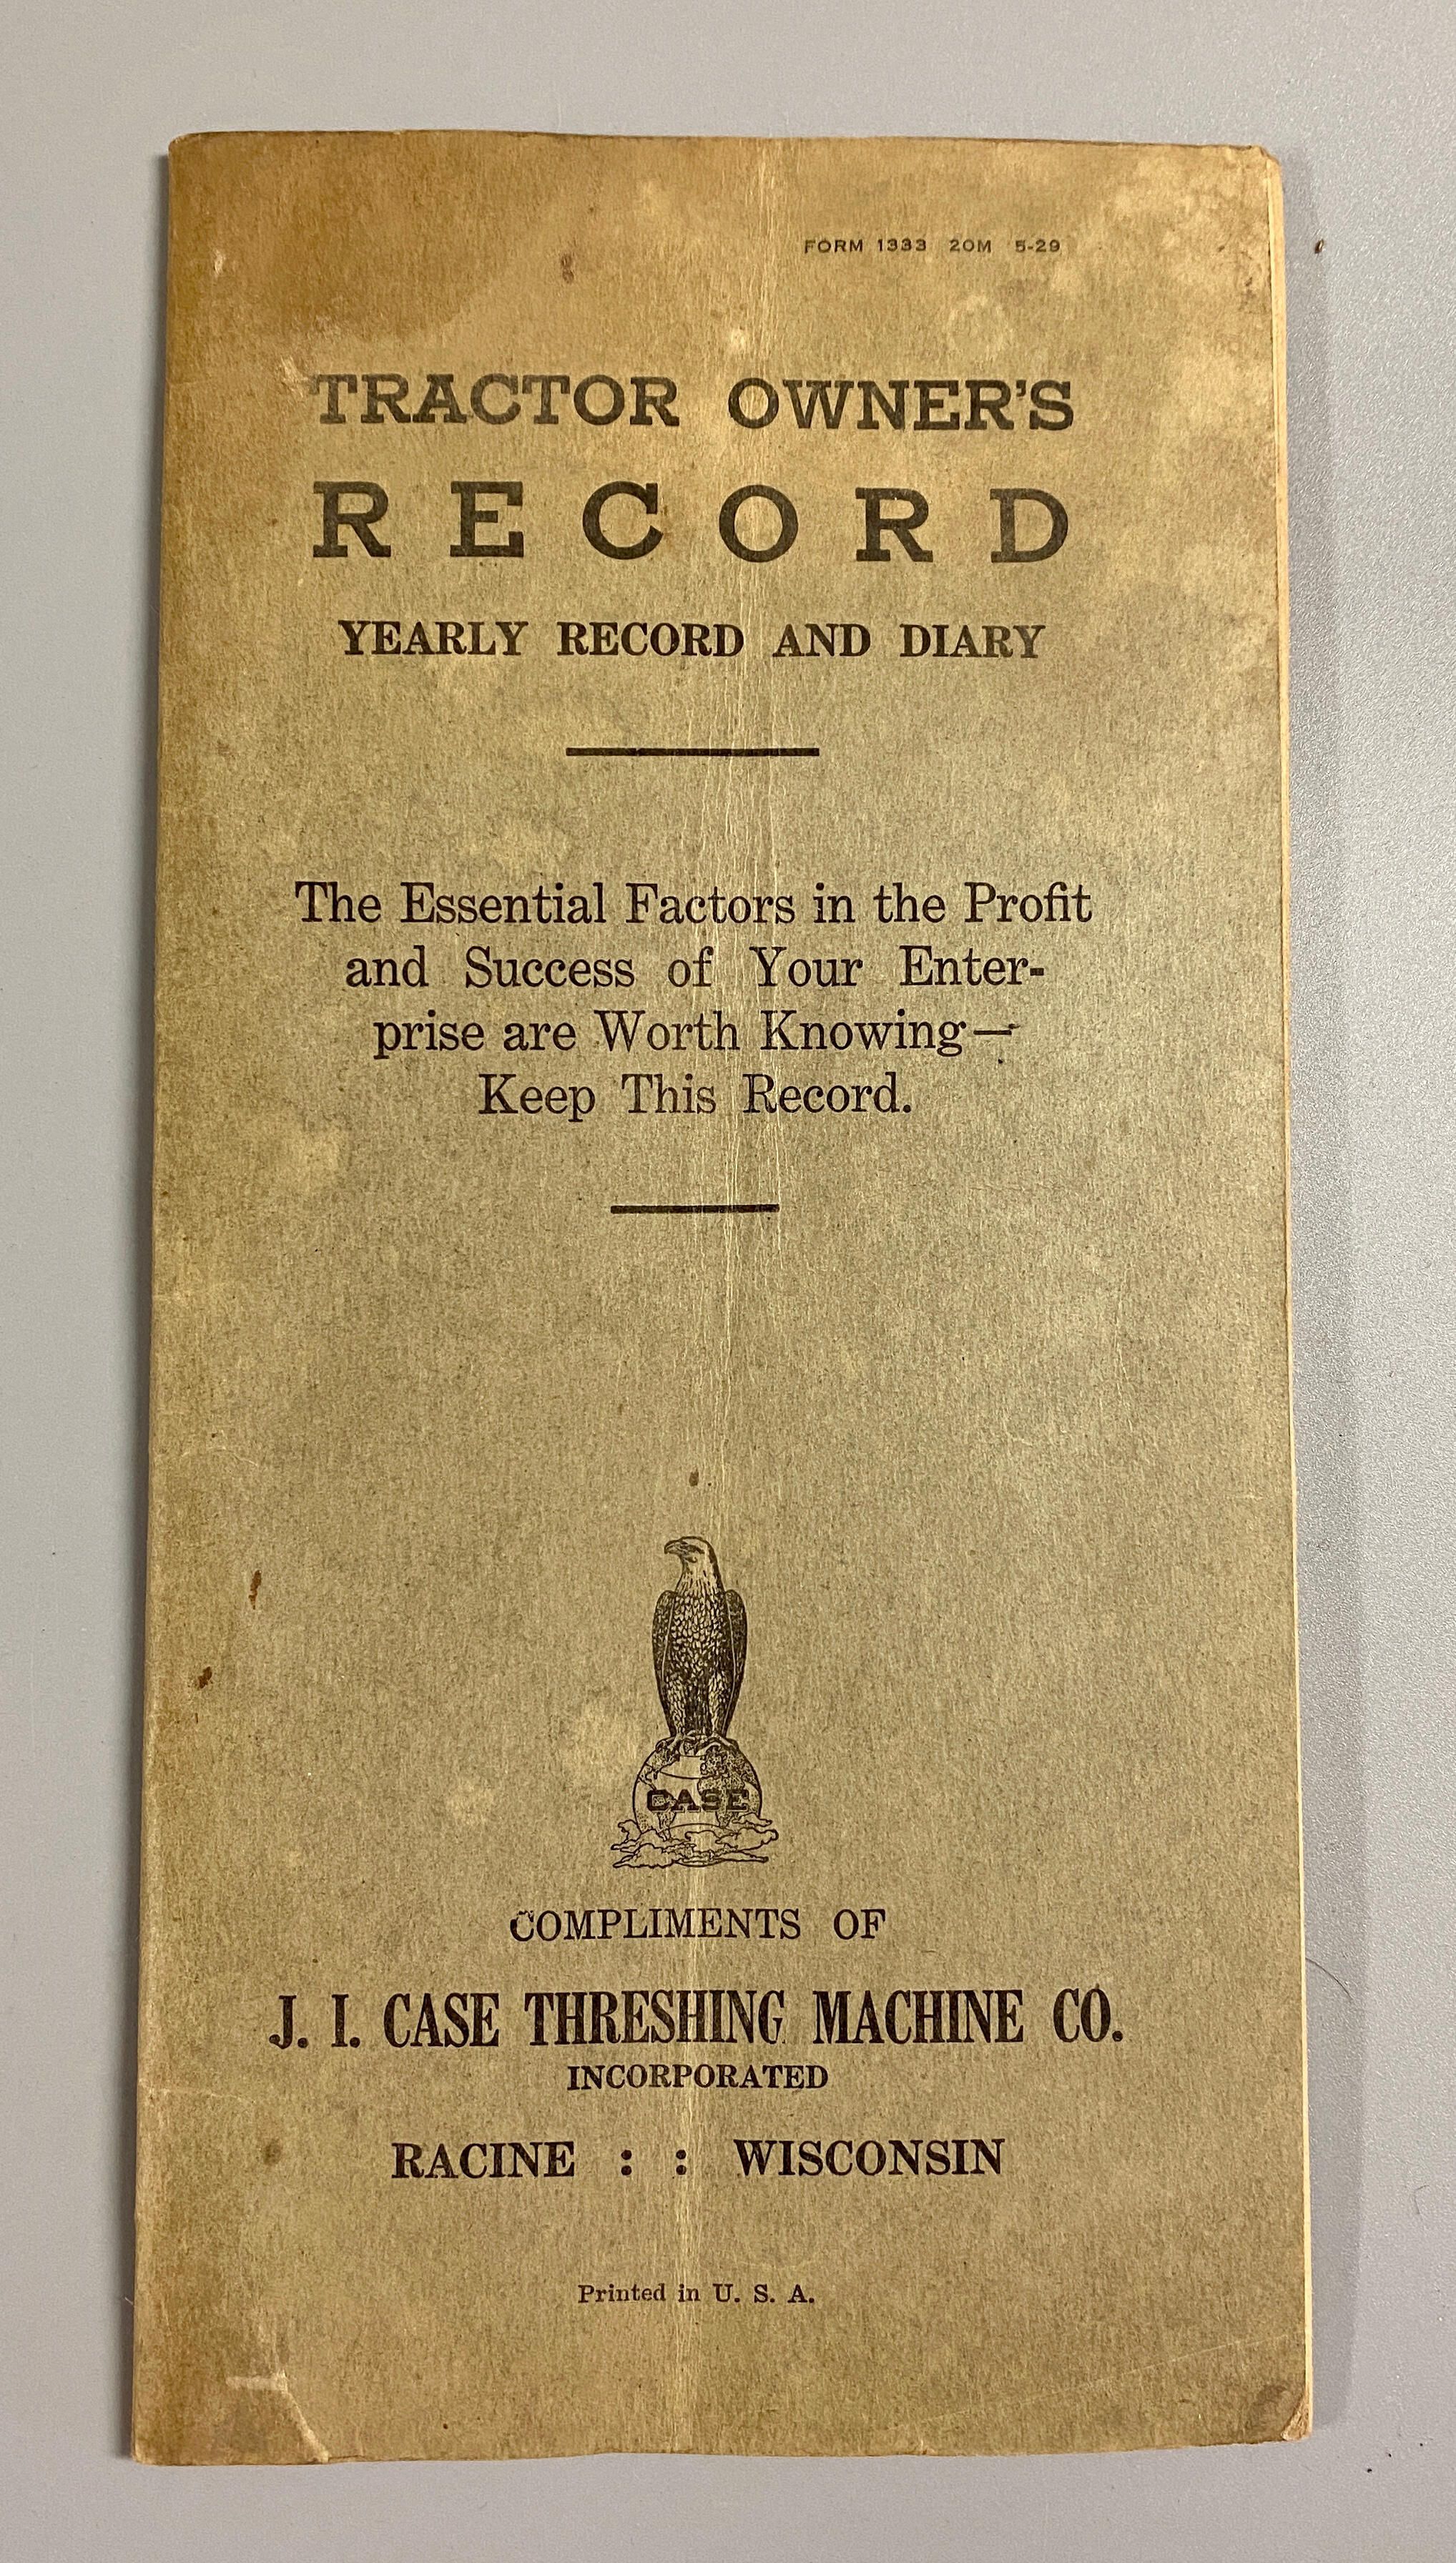 FORM 1333 20M 5-29
TRACTOR OWNER'S
RECORD
YEARLY RECORD AND DIARY
The Essential Factors in the Profit
and Success of Your Enter-
prise are Worth Knowing—
Keep This Record.
CASE
COMPLIMENTS OF
J. I. CASE THRESHING MACHINE CO.
INCORPORATED
RACINE : : WISCONSIN
Printed in U. S. A.